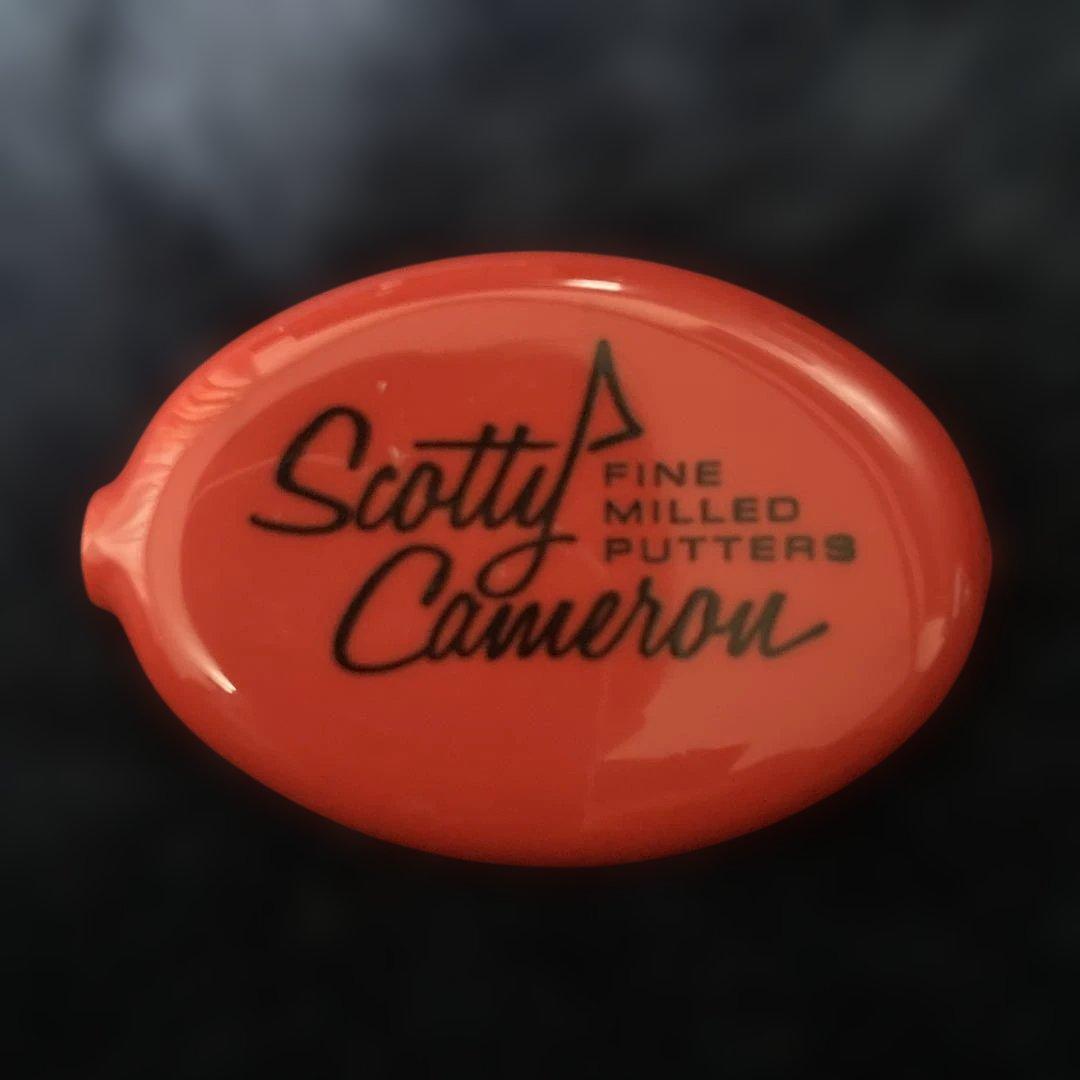 Scotty
FINE
MILLED
PUTTERS
Cameron